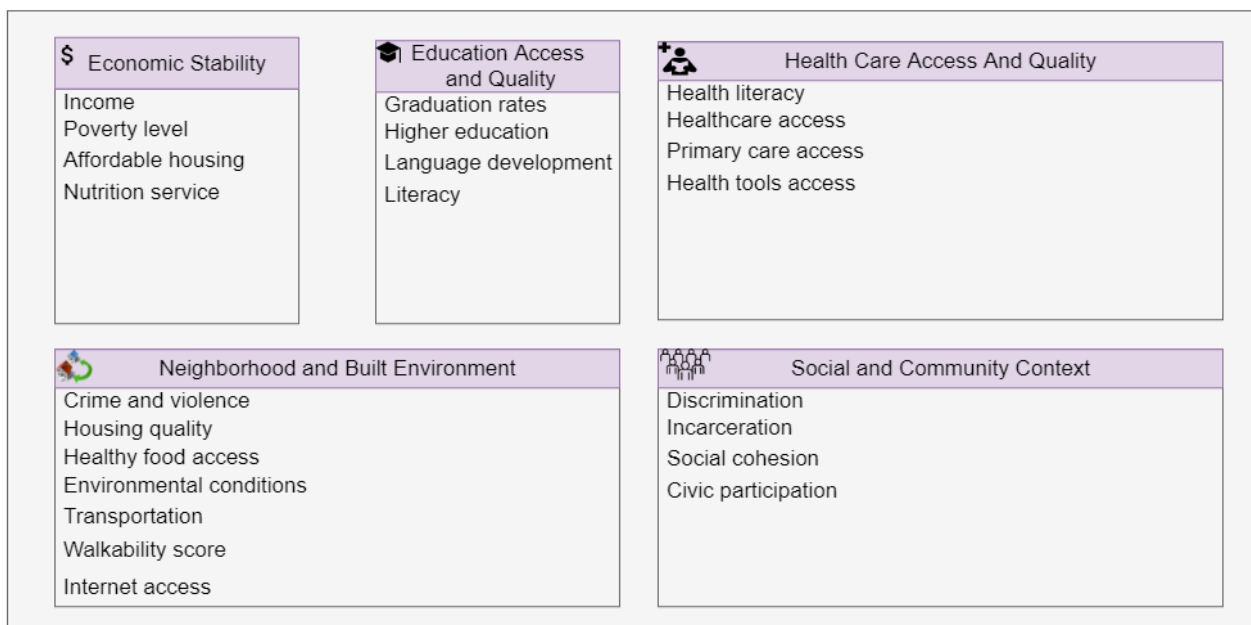 $ Economic Stability
Income
Poverty level
Affordable housing
Nutrition service
Education Access
and Quality
Graduation rates
Higher education
Language development
Literacy
Health Care Access And Quality
Health literacy
Healthcare access
Primary care access
Health tools access
Neighborhood and Built Environment
Crime and violence
Housing quality
Healthy food access
Environmental conditions
Transportation
Walkability score
Internet access
Social and Community Context
Discrimination
Incarceration
Social cohesion
Civic participation